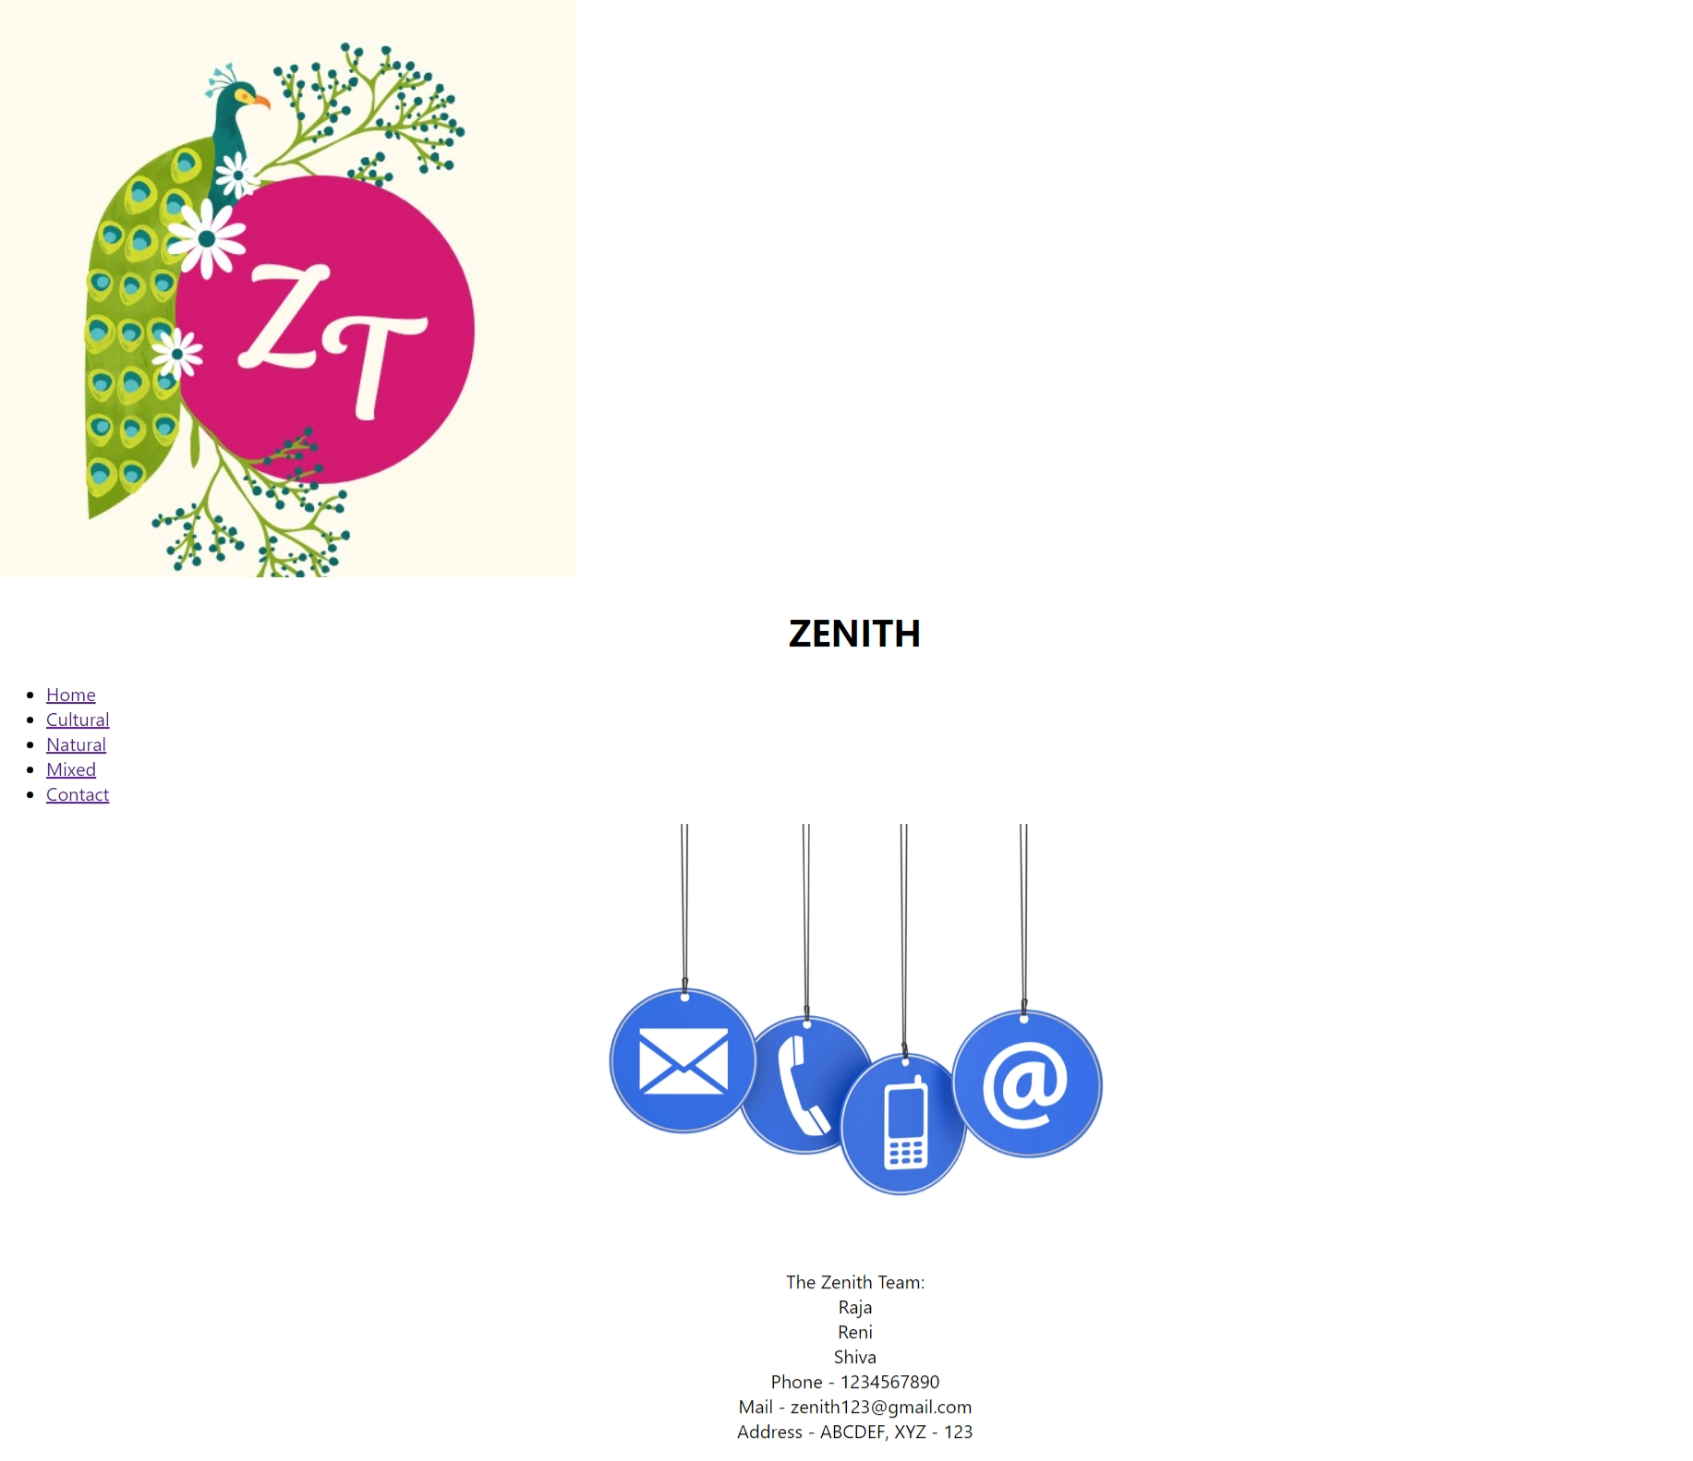 Z
T
ZENITH
Home
Cultural
Natural
Mixed
Contact
@
The Zenith Team:
Raja
Reni
Shiva
Phone - 1234567890
Mail - zenith123@gmail.com
Address - ABCDEF, XYZ - 123